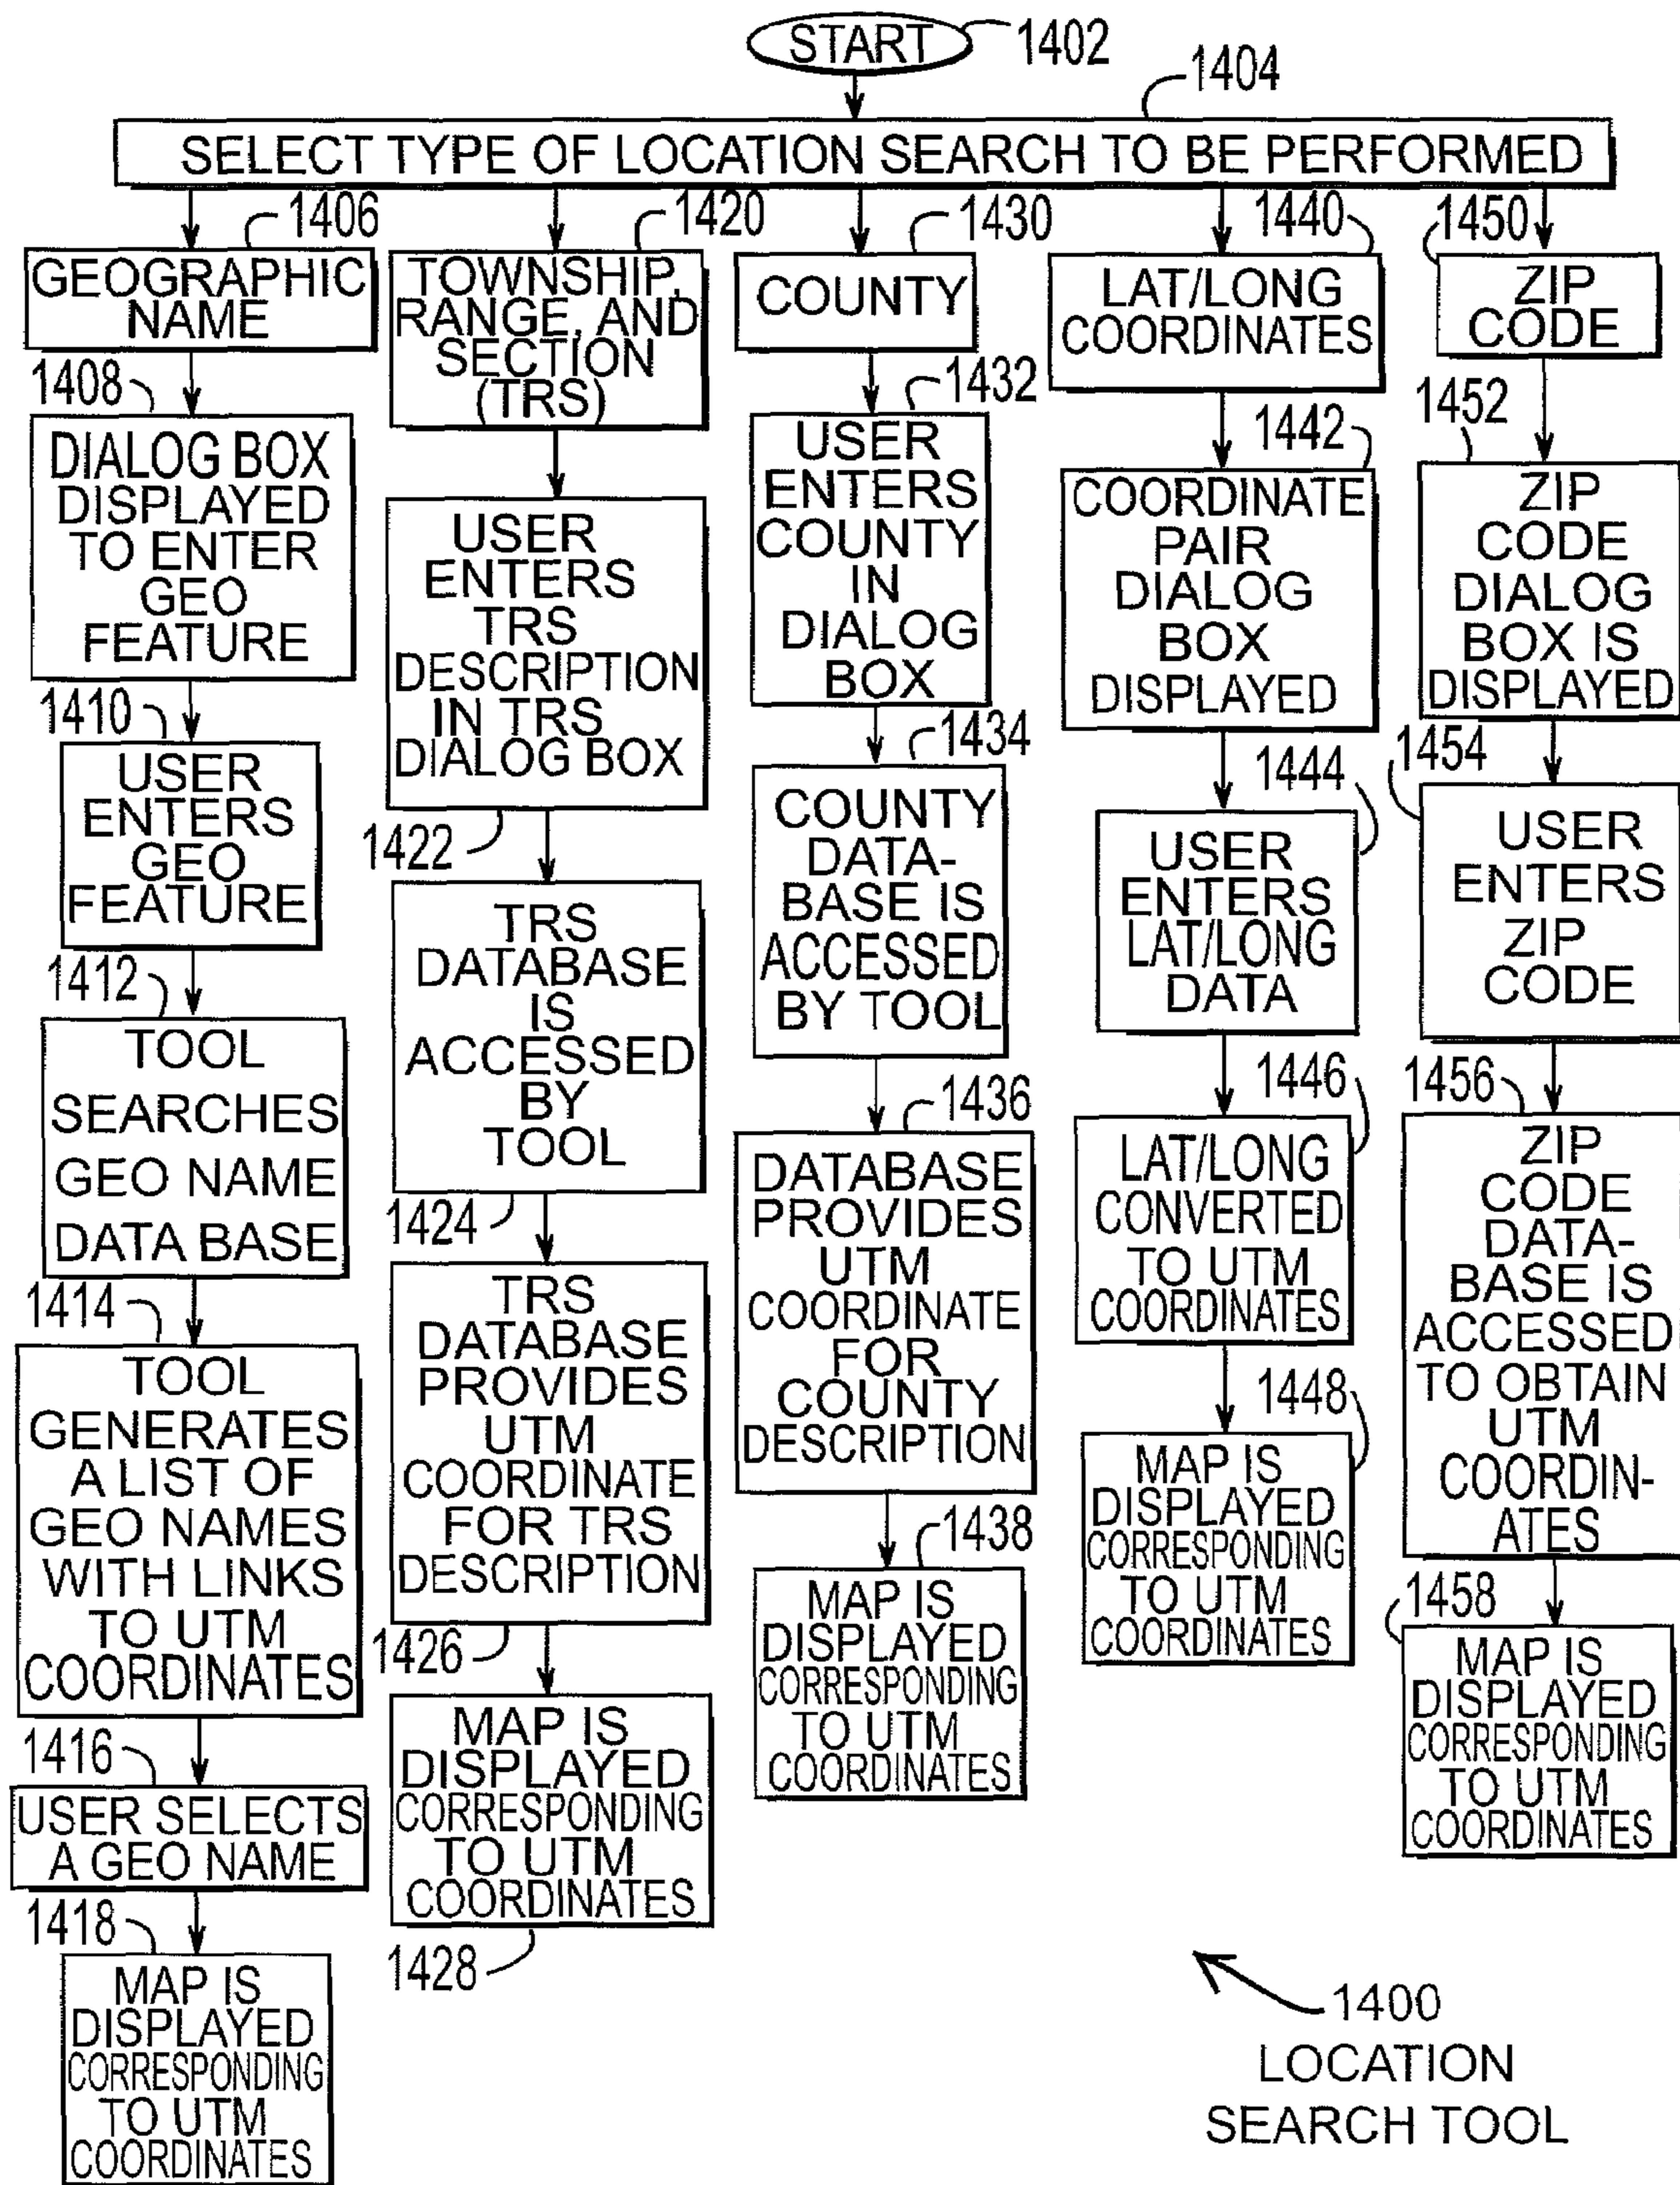 START
1402
1404
SELECT TYPE OF LOCATION SEARCH TO BE PERFORMED
1406
GEOGRAPHIC
NAME
1408
DIALOG BOX
DISPLAYED
TO ENTER
GEO
FEATURE
1410
USER
ENTERS
GEO
FEATURE
1412
TOOL
SEARCHES
GEO NAME
DATA BASE
1414
TOOL
GENERATES
A LIST OF
GEO NAMES
WITH LINKS
TO UTM
COORDINATES
1416
USER SELECTS
A GEO NAME
1418
MAP IS
DISPLAYED
CORRESPONDING
TO UTM
COORDINATES
1420
TOWNSHIP,
RANGE, AND
SECTION
(TRS)
USER
ENTERS
TRS
DESCRIPTION
IN TRS
DIALOG BOX
1422
TRS
DATABASE
IS
ACCESSED
BY
TOOL
1424
TRS
DATABASE
PROVIDES
UTM
COORDINATE
FOR TRS
DESCRIPTION
1426
MAP IS
DISPLAYED
CORRESPONDING
TO UTM
COORDINATES
1428
1430
COUNTY
1432
USER
ENTERS
COUNTY
IN
DIALOG
BOX
1434
COUNTY
DATA-
BASE IS
ACCESSED
BY TOOL
1436
DATABASE
PROVIDES
UTM
COORDINATE
FOR
COUNTY
DESCRIPTION
1438
MAP IS
DISPLAYED
CORRESPONDING
TO UTM
COORDINATES
1440
LAT/LONG
COORDINATES
1442
COORDINATE
PAIR
DIALOG
BOX
DISPLAYED
1444
USER
ENTERS
LAT/LONG
DATA
1446
LAT/LONG
CONVERTED
TO UTM
COORDINATES
1448
MAP IS
DISPLAYED
CORRESPONDING
TO UTM
COORDINATES
1450
ZIP
CODE
1452
ZIP
CODE
DIALOG
BOX IS
DISPLAYED
1454
USER
ENTERS
ZIP
CODE
1456
ZIP
CODE
DATA-
BASE IS
ACCESSED
TO OBTAIN
UTM
COORDIN-
ATES
1458
MAP IS
DISPLAYED
CORRESPONDING
TO UTM
COORDINATES
1400
LOCATION
SEARCH TOOL